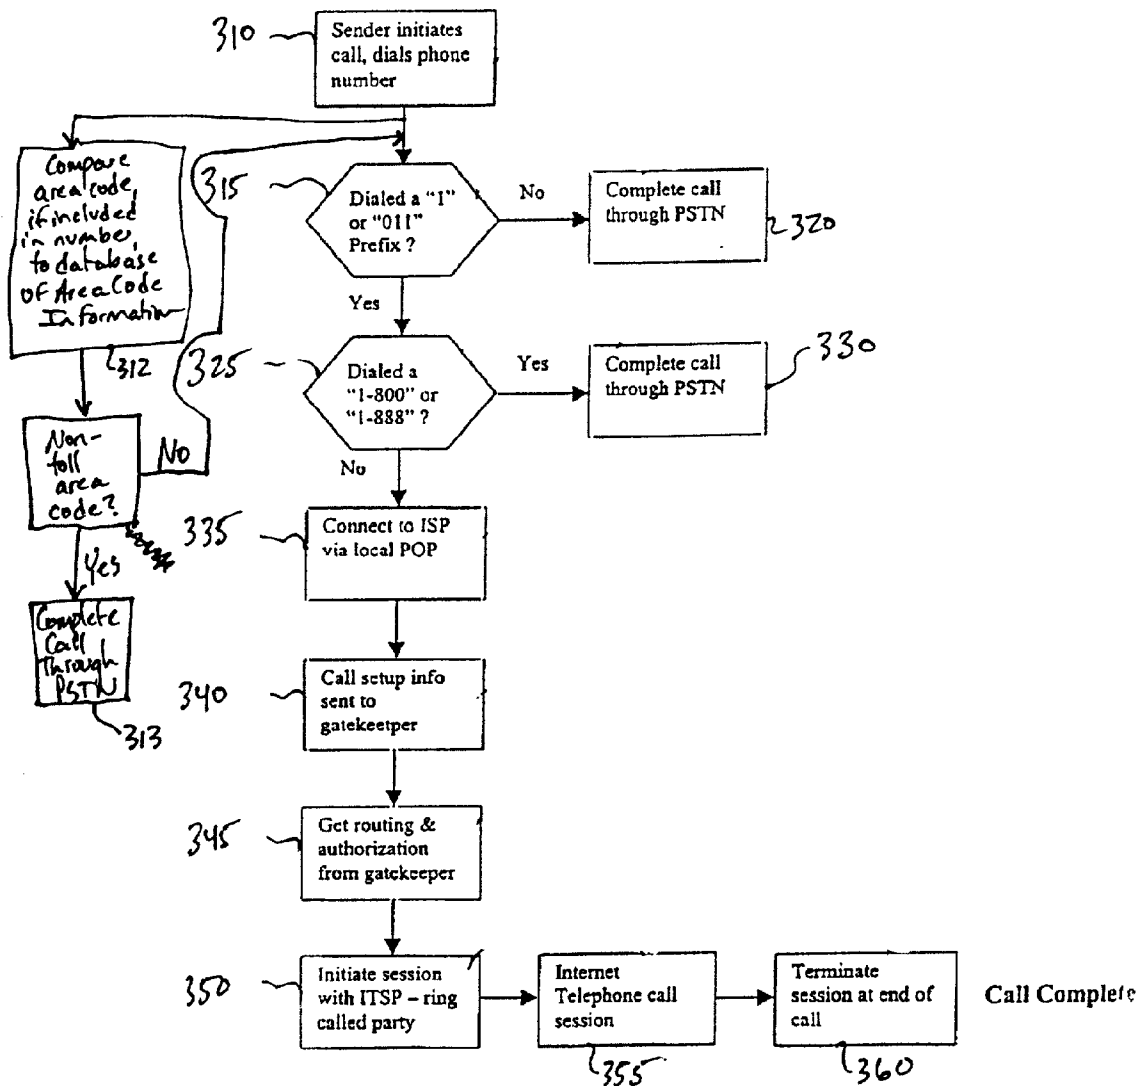 310
Sender initiates
call, dials phone
number
Compare
area code,
if included
in number,
to database
of Area Code
Information
312
Non-
toll
area
code?
No
Yes
Complete
Call
Through
PSTN
313
315
Dialed a "1"
or "011"
Prefix ?
No
Complete call
through PSTN
320
Yes
325
Dialed a
"1-800" or
"1-888" ?
Yes
Complete call
through PSTN
330
No
335
Connect to ISP
via local POP
340
Call setup info
sent to
gatekeetper
345
Get routing &
authorization
from gatekeeper
350
Initiate session
with ITSP – ring
called party
Internet
Telephone call
session
355
Terminate
session at end of
call
360
Call Complete